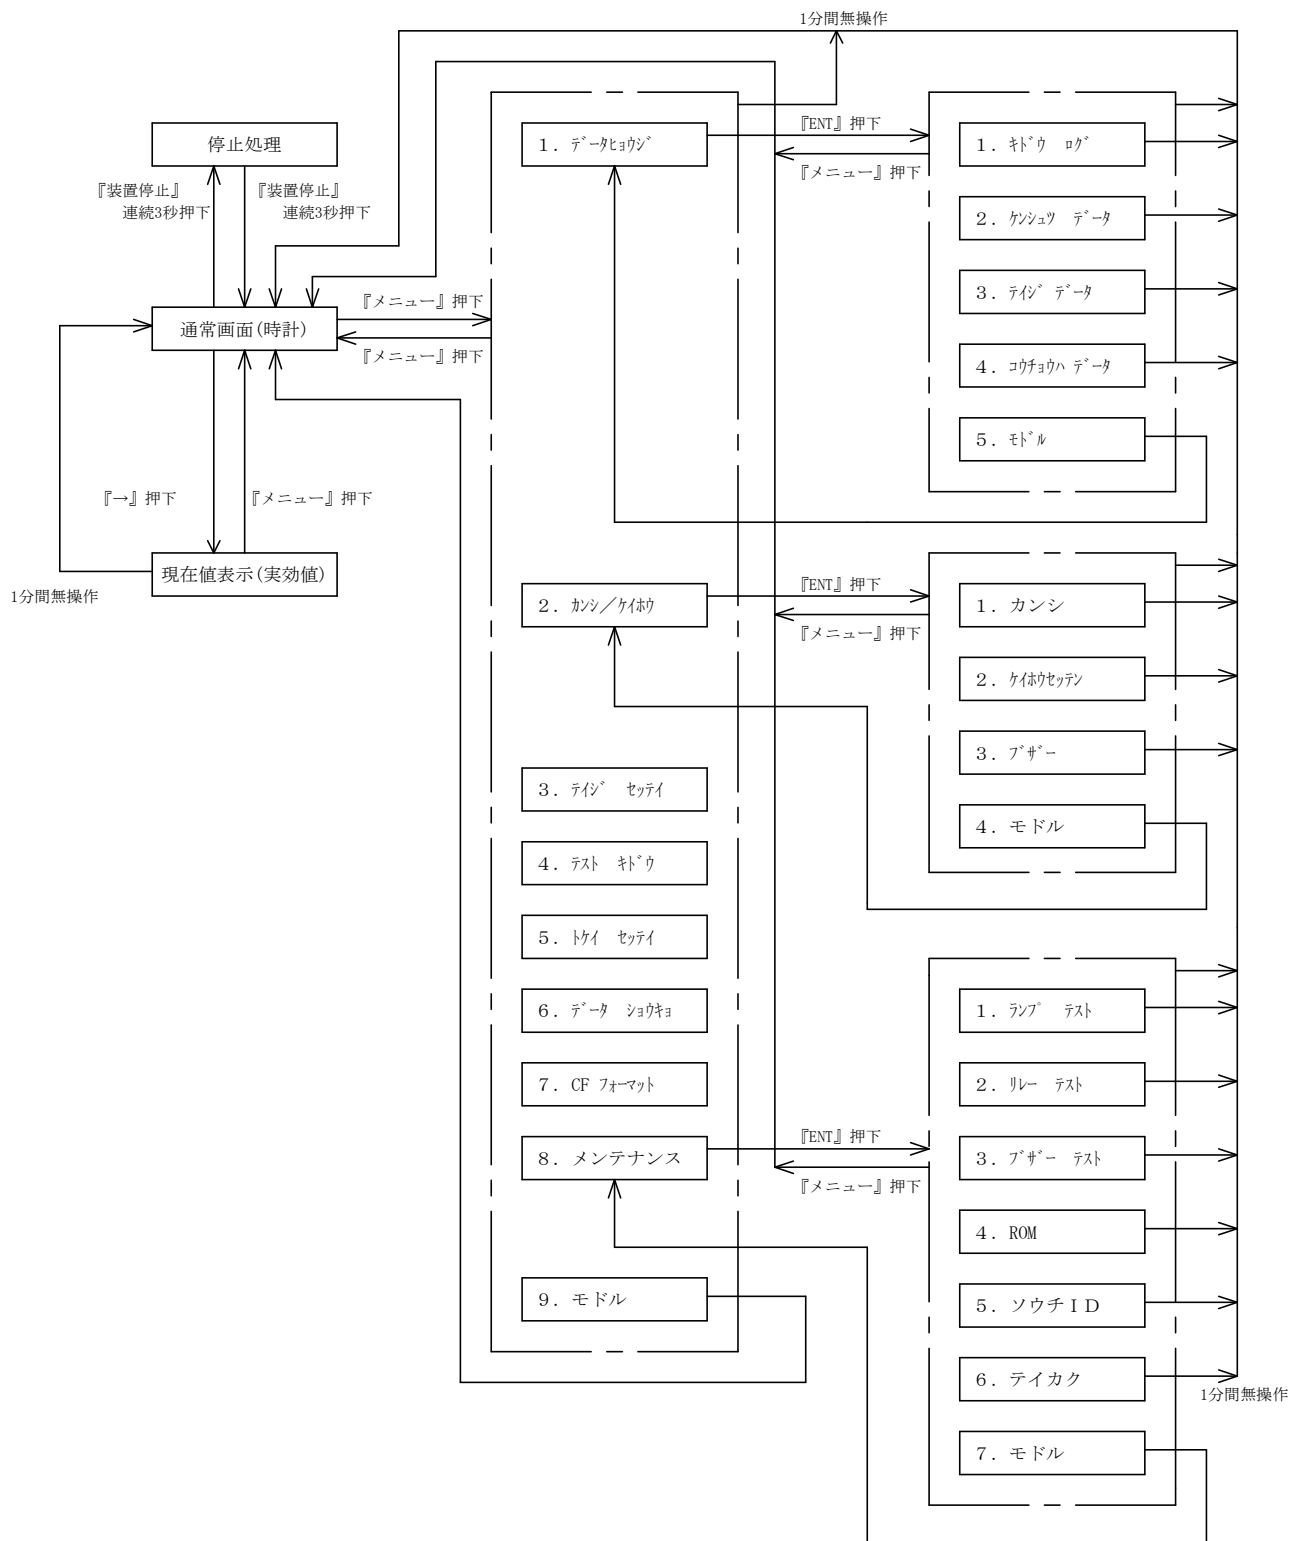 1分間無操作
停止処理
『装置停止』
連続3秒押下
『装置停止』
連続3秒押下
通常画面(時計)
『メニュー』押下
『メニュー』押下
『→』押下
『メニュー』押下
現在値表示(実効値)
1分間無操作
1. ﾃﾞｰﾀﾋｮｳｼﾞ
2. ｶﾝｼ／ｹｲﾎｳ
3. ﾃｲｼﾞ ｾｯﾃｲ
4. ﾃｽﾄ ｷﾄﾞｳ
5. ﾄｹｲ ｾｯﾃｲ
6. ﾃﾞｰﾀ ｼｮｳｷｮ
7. CF ﾌｫｰﾏｯﾄ
8. メンテナンス
9. モドル
『ENT』押下
『メニュー』押下
1. ｷﾄﾞｳ ﾛｸﾞ
2. ｹﾝｼｭﾂ ﾃﾞｰﾀ
3. ﾃｲｼﾞ ﾃﾞｰﾀ
4. ｺｳﾁｮｳﾊ ﾃﾞｰﾀ
5. ﾓﾄﾞﾙ
『ENT』押下
『メニュー』押下
1. カンシ
2. ｹｲﾎｳｾｯﾃﾝ
3. ﾌﾞｻﾞｰ
4. モドル
『ENT』押下
『メニュー』押下
1. ﾗﾝﾌﾟ ﾃｽﾄ
2. ﾘﾚｰ ﾃｽﾄ
3. ﾌﾞｻﾞｰ ﾃｽﾄ
4. ROM
5. ソウチＩＤ
6. テイカク
7. モドル
1分間無操作